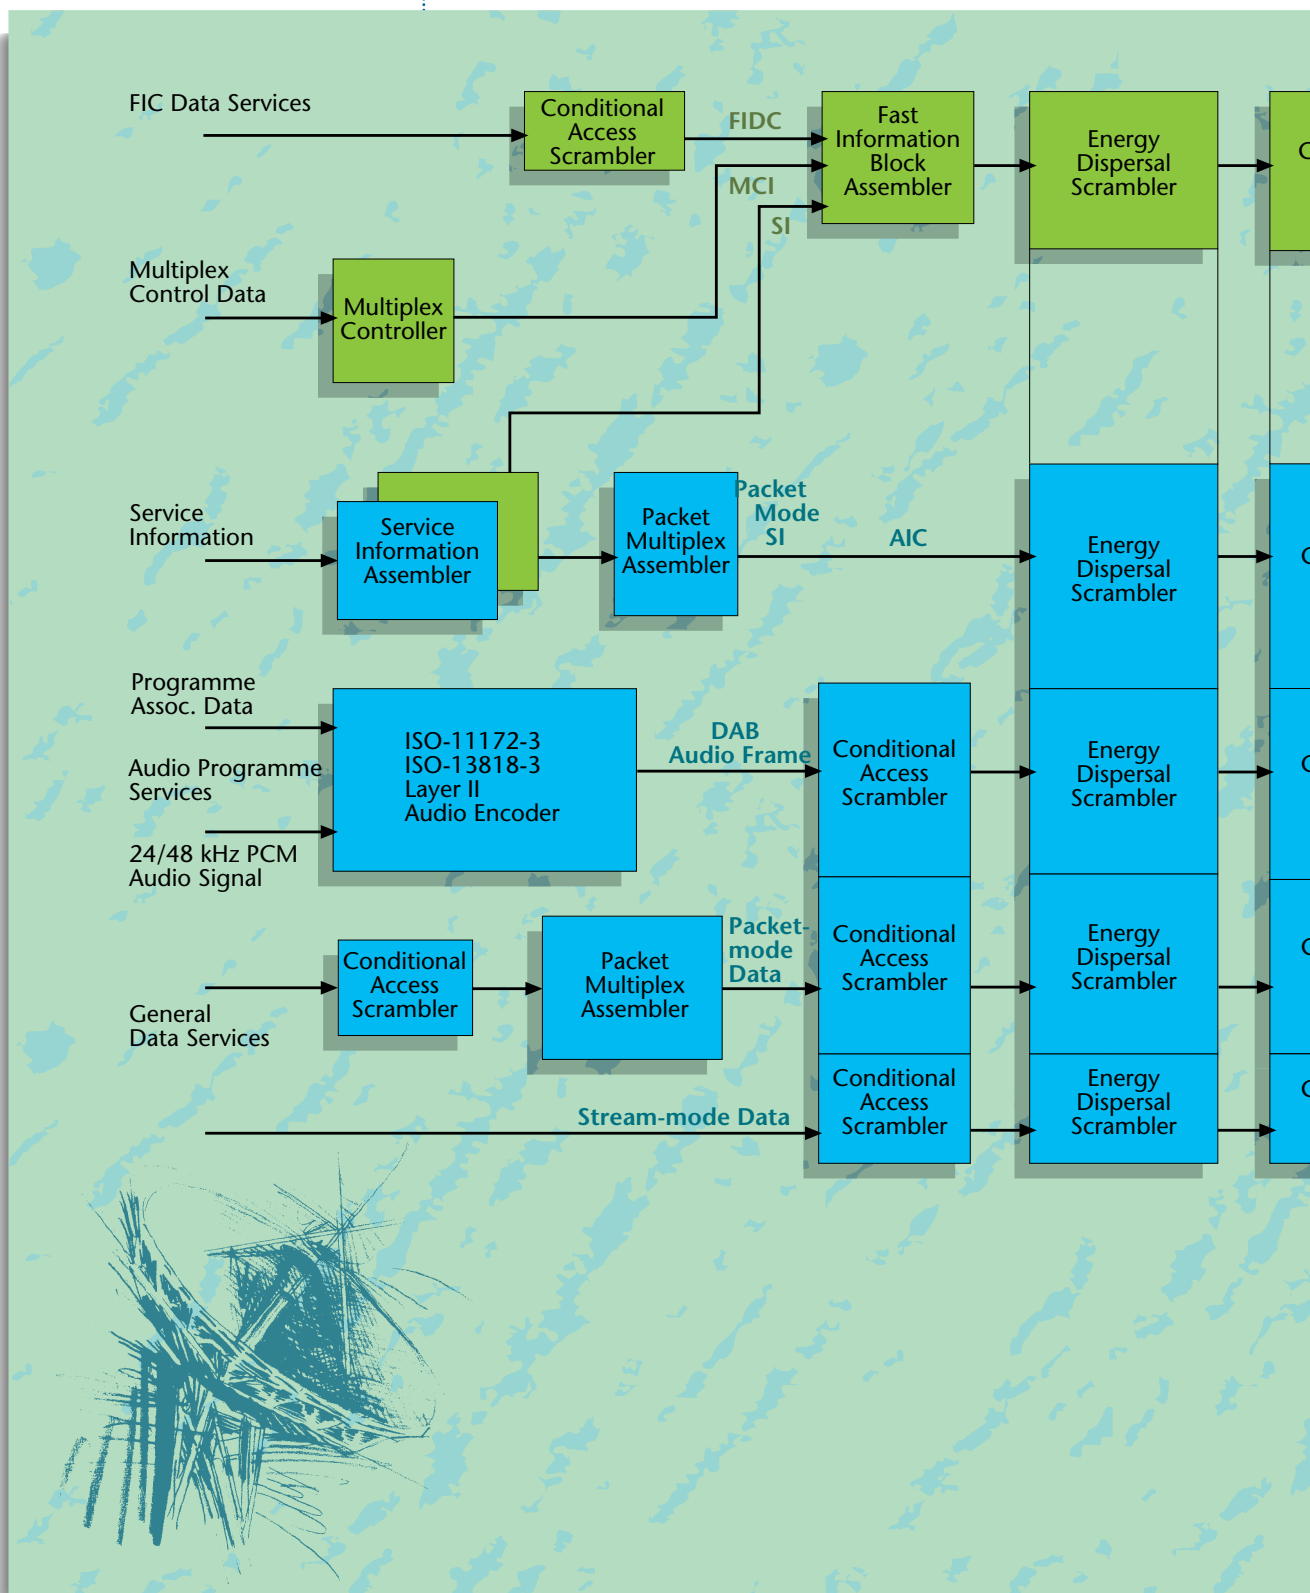 FIC Data Services
Conditional
Access
Scrambler
FIDC
MCI
SI
Fast
Information
Block
Assembler
Energy
Dispersal
Scrambler
C
Multiplex
Control Data
Multiplex
Controller
Service
Information
Service
Information
Assembler
Packet
Multiplex
Assembler
Packet
Mode
SI
AIC
Energy
Dispersal
Scrambler
C
Programme
Assoc. Data
Audio Programme
Services
24/48 kHz PCM
Audio Signal
ISO-11172-3
ISO-13818-3
Layer II
Audio Encoder
DAB
Audio Frame
Conditional
Access
Scrambler
Energy
Dispersal
Scrambler
C
General
Data Services
Conditional
Access
Scrambler
Packet
Multiplex
Assembler
Packet-
mode
Data
Conditional
Access
Scrambler
Energy
Dispersal
Scrambler
C
Stream-mode Data
Conditional
Access
Scrambler
Energy
Dispersal
Scrambler
C